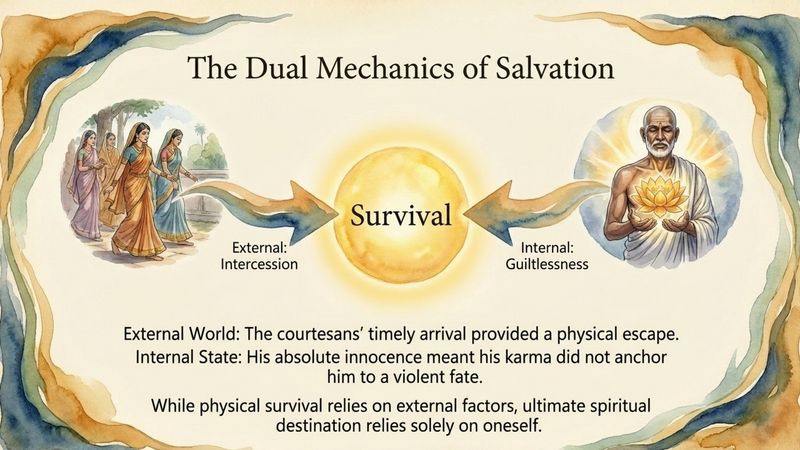 The Dual Mechanics of Salvation
Survival
External:
Intercession
Internal:
Guiltlessness
External World: The courtesans’ timely arrival provided a physical escape.
Internal State: His absolute innocence meant his karma did not anchor
him to a violent fate.
While physical survival relies on external factors, ultimate spiritual
destination relies solely on oneself.